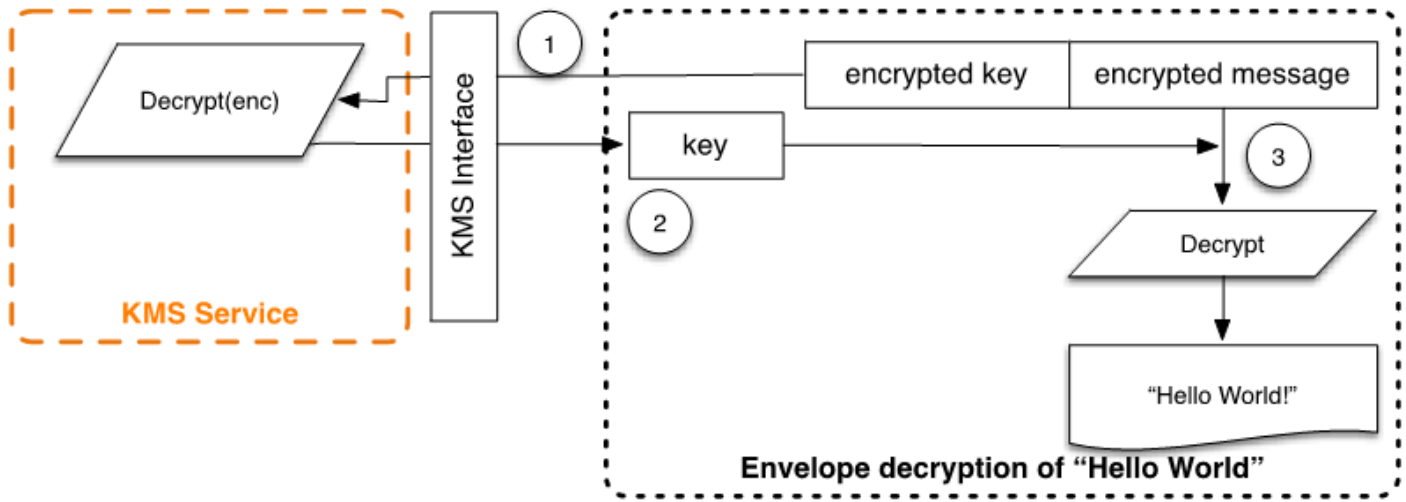 1
encrypted key
encrypted message
Decrypt(enc)
KMS Interface
key
3
2
Decrypt
KMS Service
“Hello World!”
Envelope decryption of “Hello World”